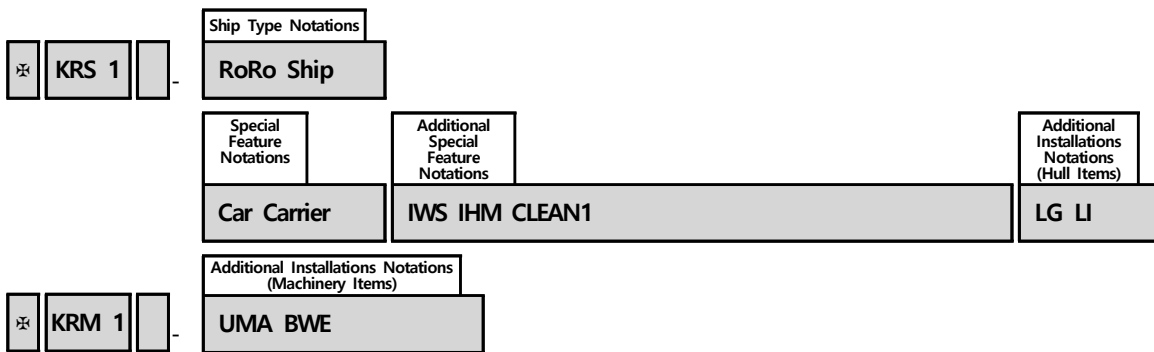 Ship Type Notations
✠ KRS 1 - RoRo Ship
Special
Feature
Notations
Additional
Special
Feature
Notations
Additional
Installations
Notations
(Hull Items)
Car Carrier IWS IHM CLEAN1 LG LI
Additional Installations Notations
(Machinery Items)
✠ KRM 1 - UMA BWE